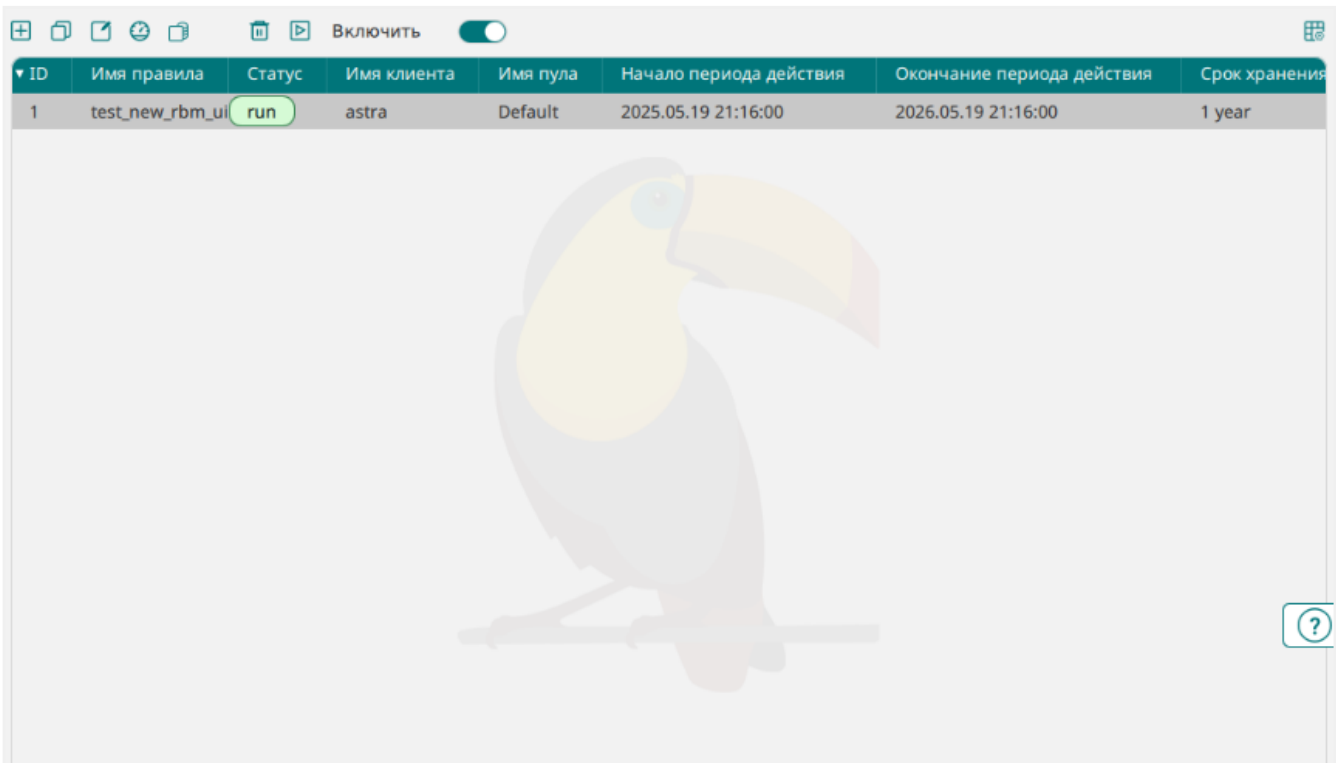 Включить
ID Имя правила Статус Имя клиента Имя пула Начало периода действия Окончание периода действия Срок хранения
1 test_new_rbm_ui run astra Default 2025.05.19 21:16:00 2026.05.19 21:16:00 1 year
?